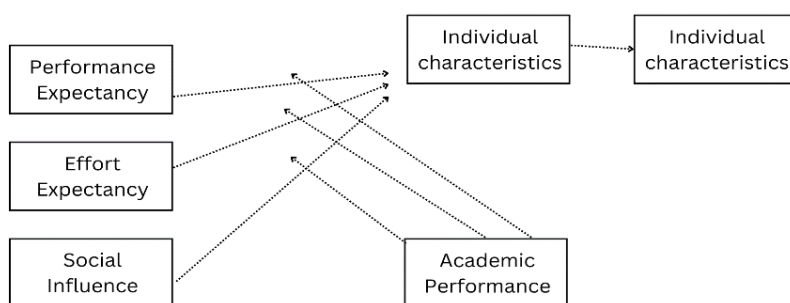 Individual
characteristics
Individual
characteristics
Performance
Expectancy
Effort
Expectancy
Social
Influence
Academic
Performance